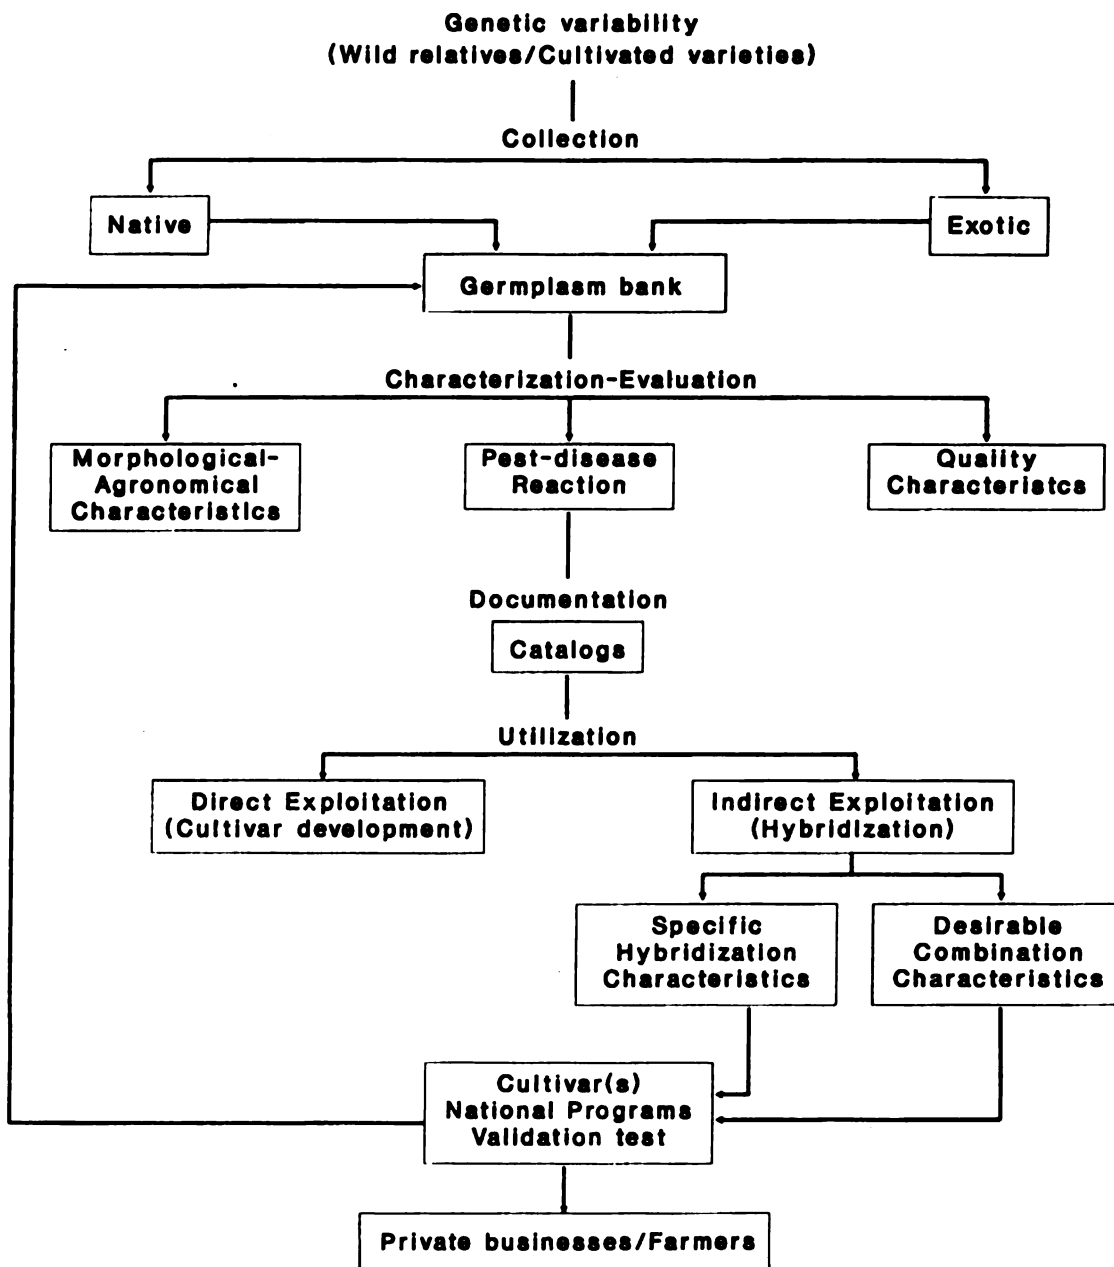 Genetic variability
(Wild relatives/Cultivated varieties)
Collection
Native
Exotic
Germplasm bank
Characterization-Evaluation
Morphological-
Agronomical
Characteristics
Pest-disease
Reaction
Quality
Characteristcs
Documentation
Catalogs
Utilization
Direct Exploitation
(Cultivar development)
Indirect Exploitation
(Hybridization)
Specific
Hybridization
Characteristics
Desirable
Combination
Characteristics
Cultivar(s)
National Programs
Validation test
Private businesses/Farmers